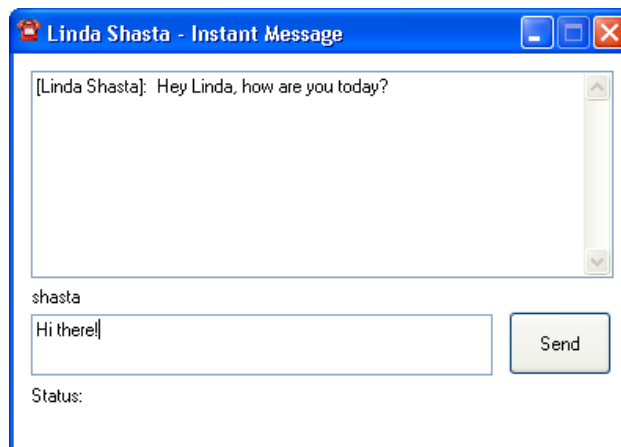 Linda Shasta - Instant Message
[Linda Shasta]:  Hey Linda, how are you today?
shasta
Hi there!
Send
Status: